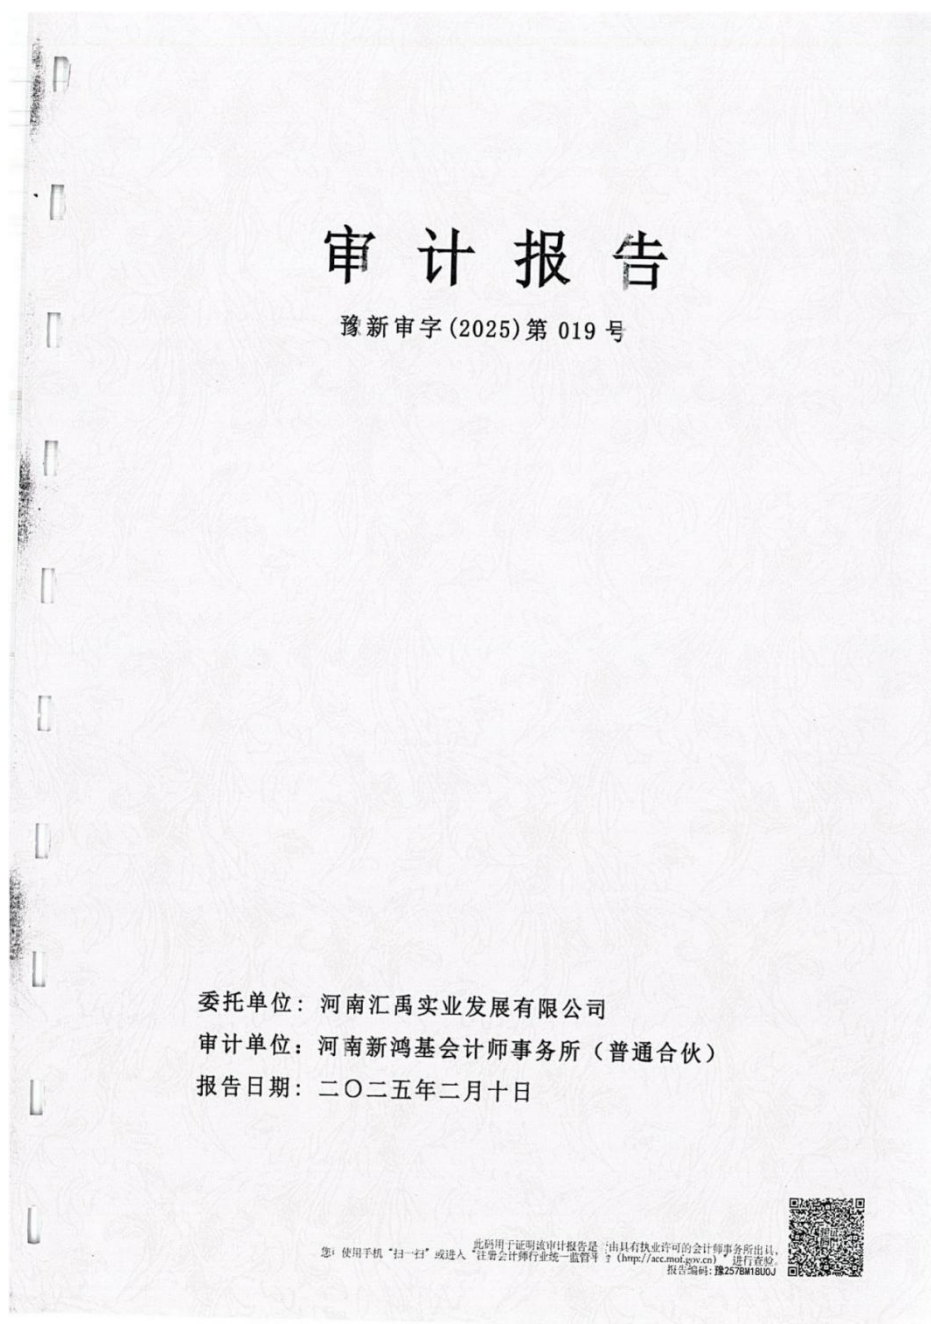 审计报告
豫新审字(2025)第 019 号
委托单位：河南汇禹实业发展有限公司
审计单位：河南新鸿基会计师事务所（普通合伙）
报告日期：二〇二五年二月十日
此码用于证明该审计报告是 由具有执业许可的会计师事务所出具，
您 使用手机“扫一扫”或进入“注册会计师行业统一监管平 (http://acc.mof.gov.cn)”进行查验。
报告编码：豫257BM18U0J